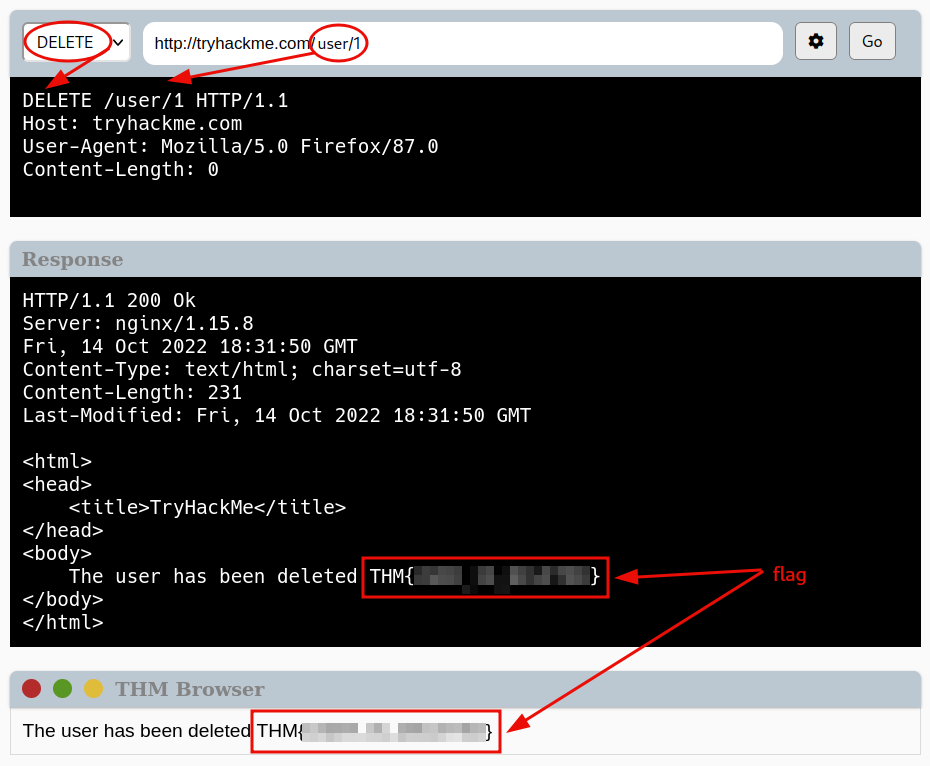 DELETE http://tryhackme.com/user/1 Go
DELETE /user/1 HTTP/1.1
Host: tryhackme.com
User-Agent: Mozilla/5.0 Firefox/87.0
Content-Length: 0
Response
HTTP/1.1 200 Ok
Server: nginx/1.15.8
Fri, 14 Oct 2022 18:31:50 GMT
Content-Type: text/html; charset=utf-8
Content-Length: 231
Last-Modified: Fri, 14 Oct 2022 18:31:50 GMT
<html>
<head>
    <title>TryHackMe</title>
</head>
<body>
    The user has been deleted THM{ } flag
</body>
</html>
THM Browser
The user has been deleted THM{ }